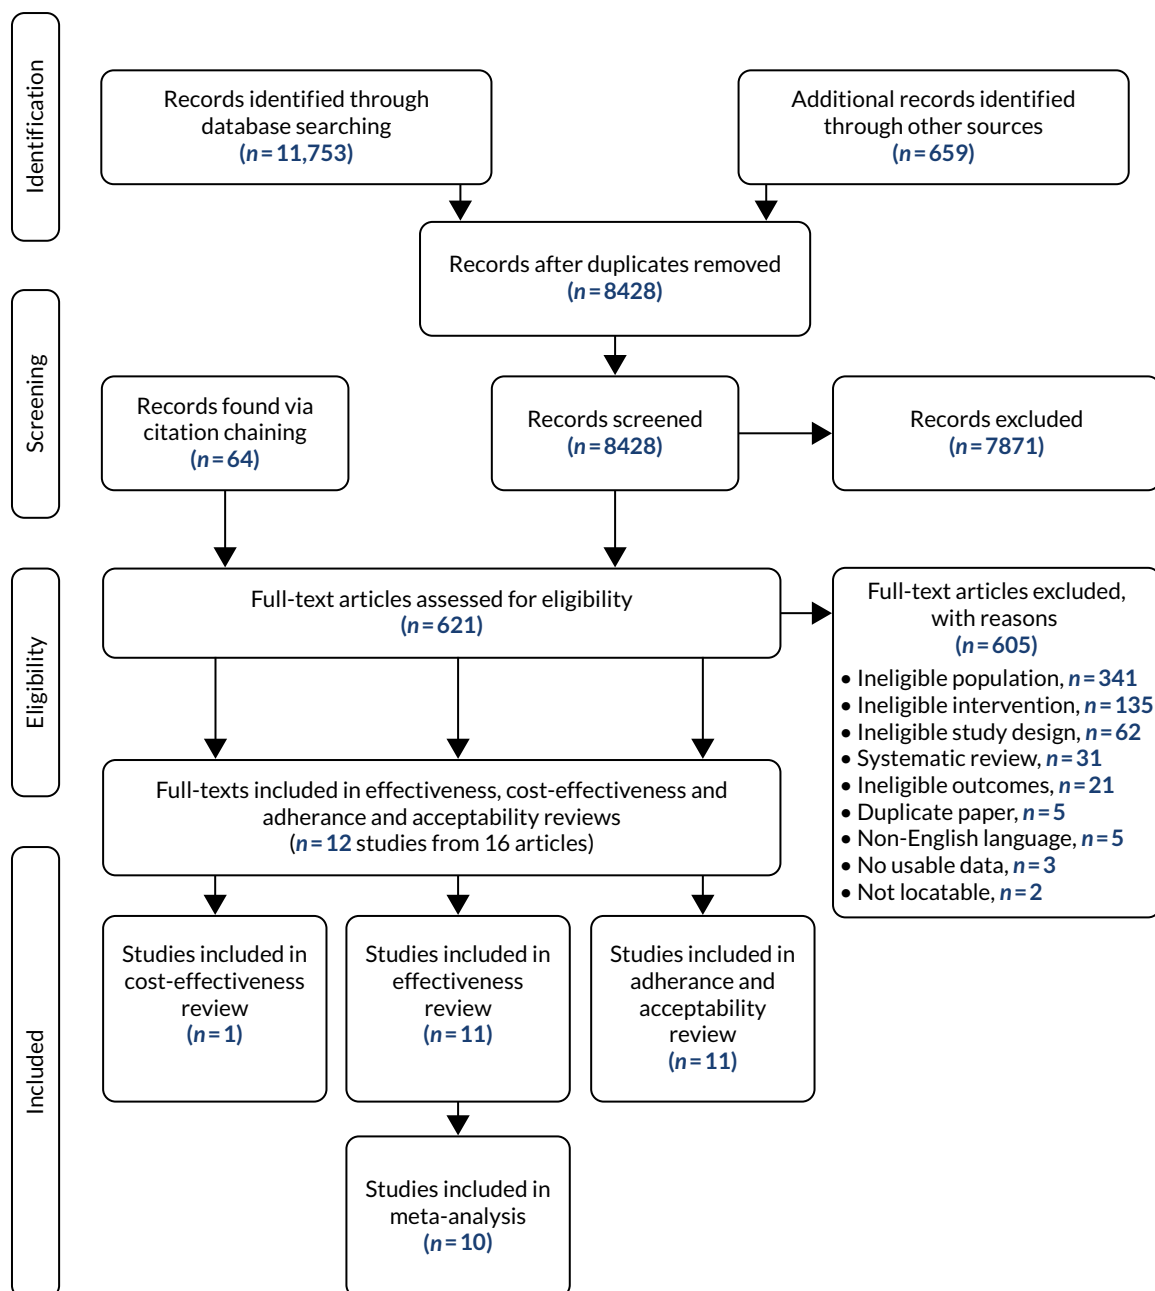 Identification
Records identified through
database searching
(n=11,753)
Additional records identified
through other sources
(n=659)
Records after duplicates removed
(n=8428)
Screening
Records found via
citation chaining
(n=64)
Records screened
(n=8428)
Records excluded
(n=7871)
Eligibility
Full-text articles assessed for eligibility
(n=621)
Full-text articles excluded,
with reasons
(n=605)
• Ineligible population, n=341
• Ineligible intervention, n=135
• Ineligible study design, n=62
• Systematic review, n=31
• Ineligible outcomes, n=21
• Duplicate paper, n=5
• Non-English language, n=5
• No usable data, n=3
• Not locatable, n=2
Full-texts included in effectiveness, cost-effectiveness and
adherance and acceptability reviews
(n=12 studies from 16 articles)
Included
Studies included in
cost-effectiveness
review
(n=1)
Studies included in
effectiveness
review
(n=11)
Studies included in
adherance and
acceptability
review
(n=11)
Studies included in
meta-analysis
(n=10)